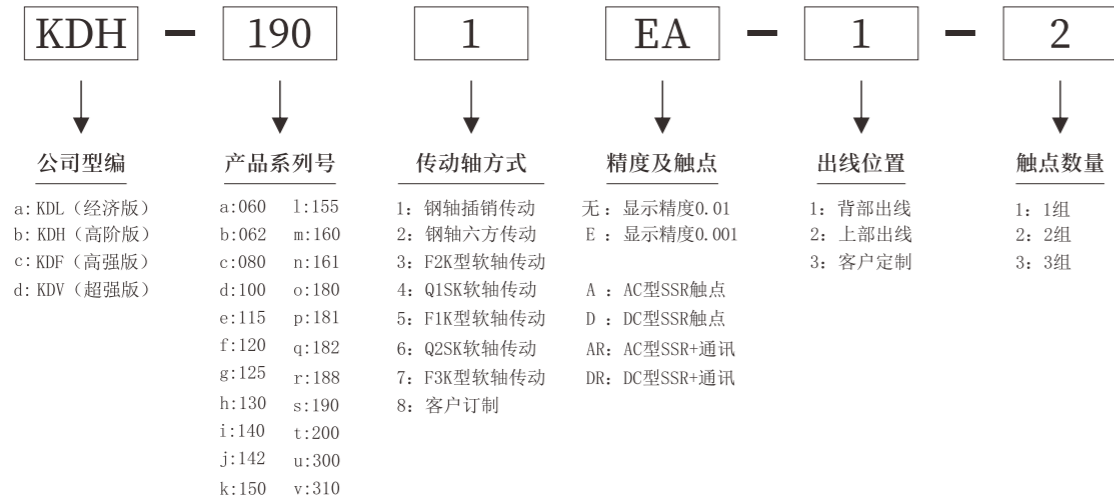 KDH — 190 1 EA — 1 — 2
公司型编 产品系列号 传动轴方式 精度及触点 出线位置 触点数量
a:KDL（经济版）
b:KDH（高阶版）
c:KDF（高强版）
d:KDV（超强版）
a:060 l:155
b:062 m:160
c:080 n:161
d:100 o:180
e:115 p:181
f:120 q:182
g:125 r:188
h:130 s:190
i:140 t:200
j:142 u:300
k:150 v:310
1：钢轴插销传动
2：钢轴六方传动
3：F2K型软轴传动
4：Q1SK软轴传动
5：F1K型软轴传动
6：Q2SK软轴传动
7：F3K型软轴传动
8：客户订制
无：显示精度0.01
E ：显示精度0.001
A ：AC型SSR触点
D ：DC型SSR触点
AR：AC型SSR+通讯
DR：DC型SSR+通讯
1：背部出线
2：上部出线
3：客户定制
1：1组
2：2组
3：3组